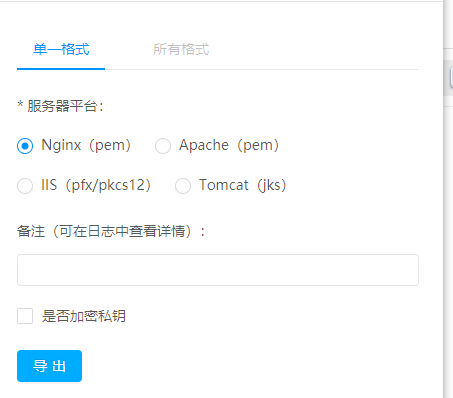 单一格式 所有格式
* 服务器平台：
Nginx（pem） Apache（pem）
IIS（pfx/pkcs12） Tomcat（jks）
备注（可在日志中查看详情）：
是否加密私钥
导 出